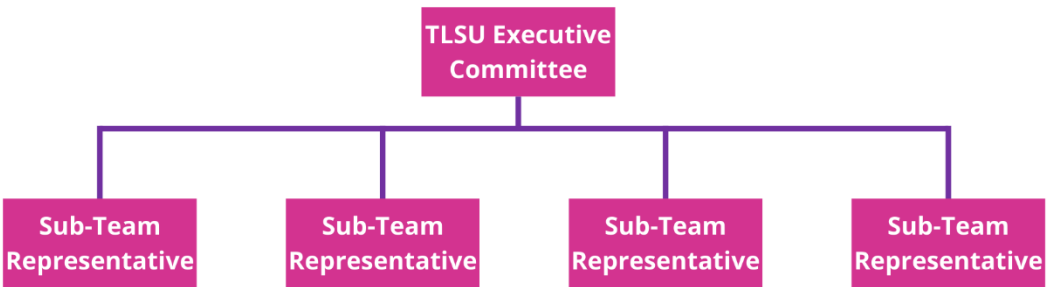 TLSU Executive
Committee
Sub-Team
Representative
Sub-Team
Representative
Sub-Team
Representative
Sub-Team
Representative